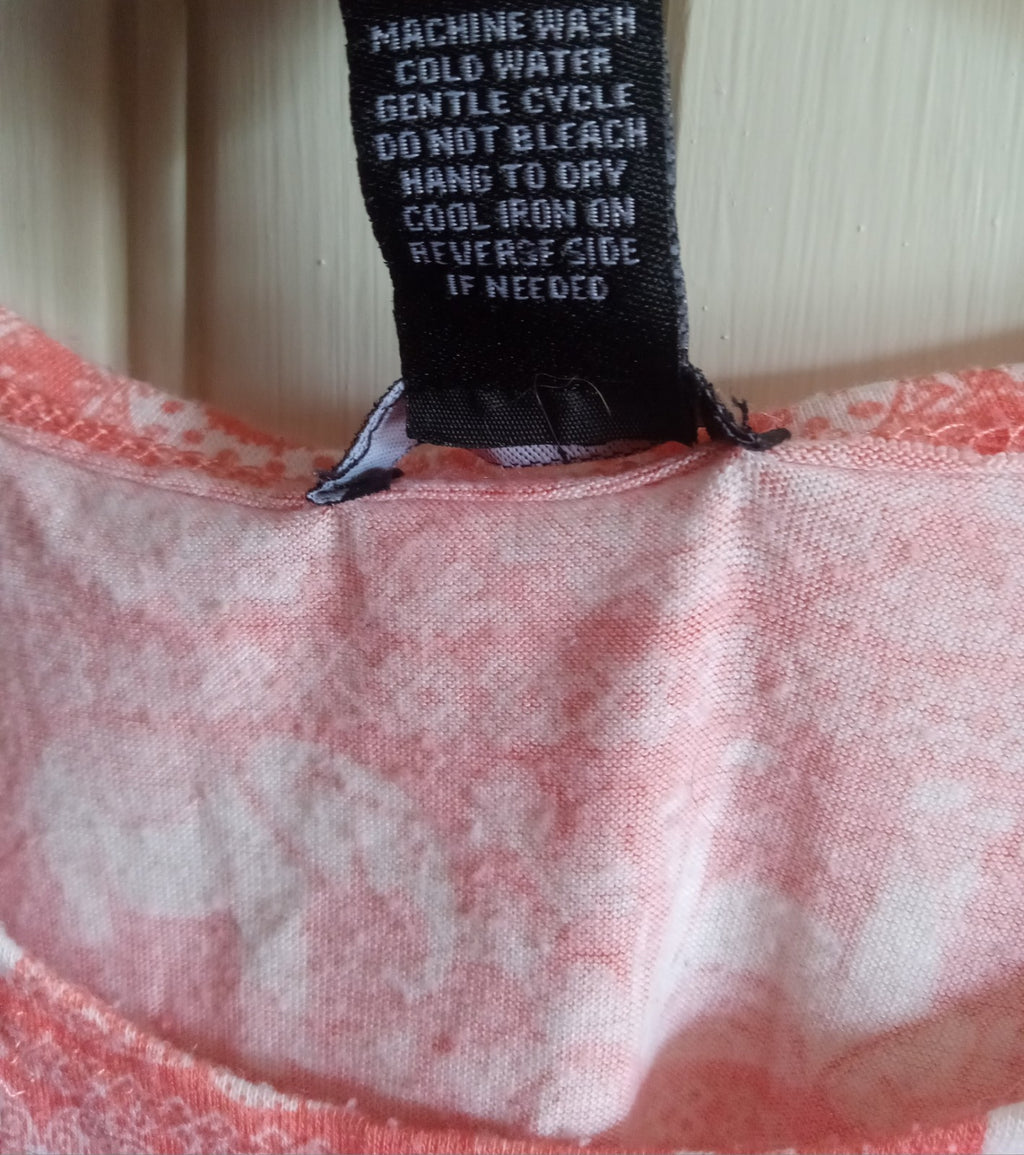 MACHINE WASH
COLD WATER
GENTLE CYCLE
DO NOT BLEACH
HANG TO DRY
COOL IRON ON
REVERSE SIDE
IF NEEDED